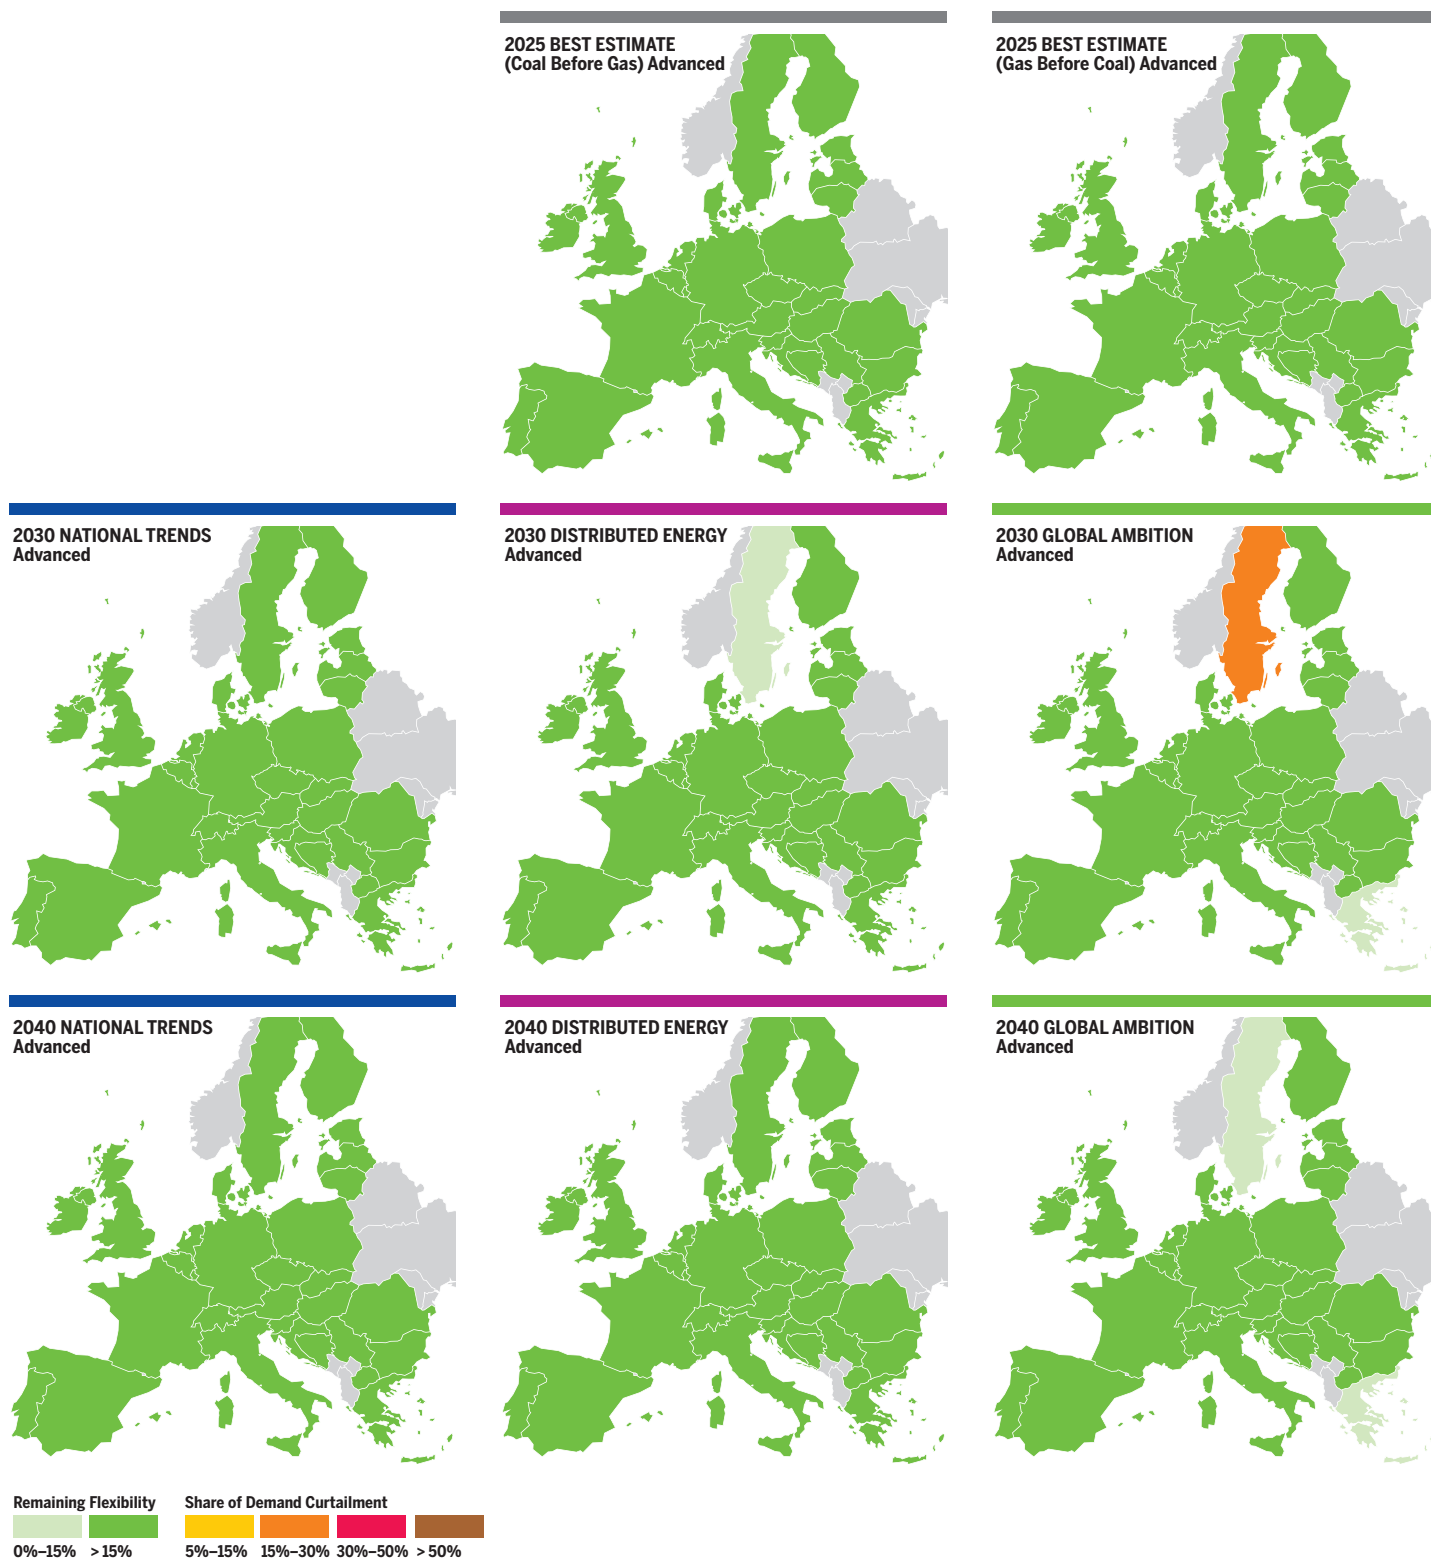 2025 BEST ESTIMATE
(Coal Before Gas) Advanced
2025 BEST ESTIMATE
(Gas Before Coal) Advanced
2030 NATIONAL TRENDS
Advanced
2030 DISTRIBUTED ENERGY
Advanced
2030 GLOBAL AMBITION
Advanced
2040 NATIONAL TRENDS
Advanced
2040 DISTRIBUTED ENERGY
Advanced
2040 GLOBAL AMBITION
Advanced
Remaining Flexibility
0%–15% > 15%
Share of Demand Curtailment
5%–15% 15%–30% 30%–50% > 50%